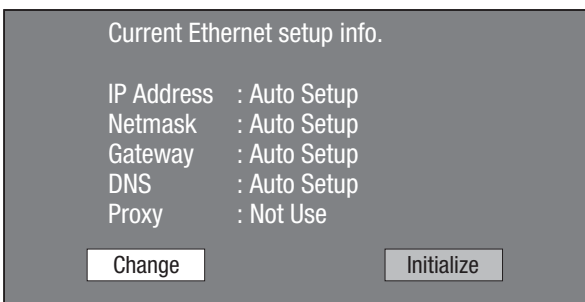 Current Ethernet setup info.
IP Address : Auto Setup
Netmask : Auto Setup
Gateway : Auto Setup
DNS : Auto Setup
Proxy : Not Use
Change Initialize